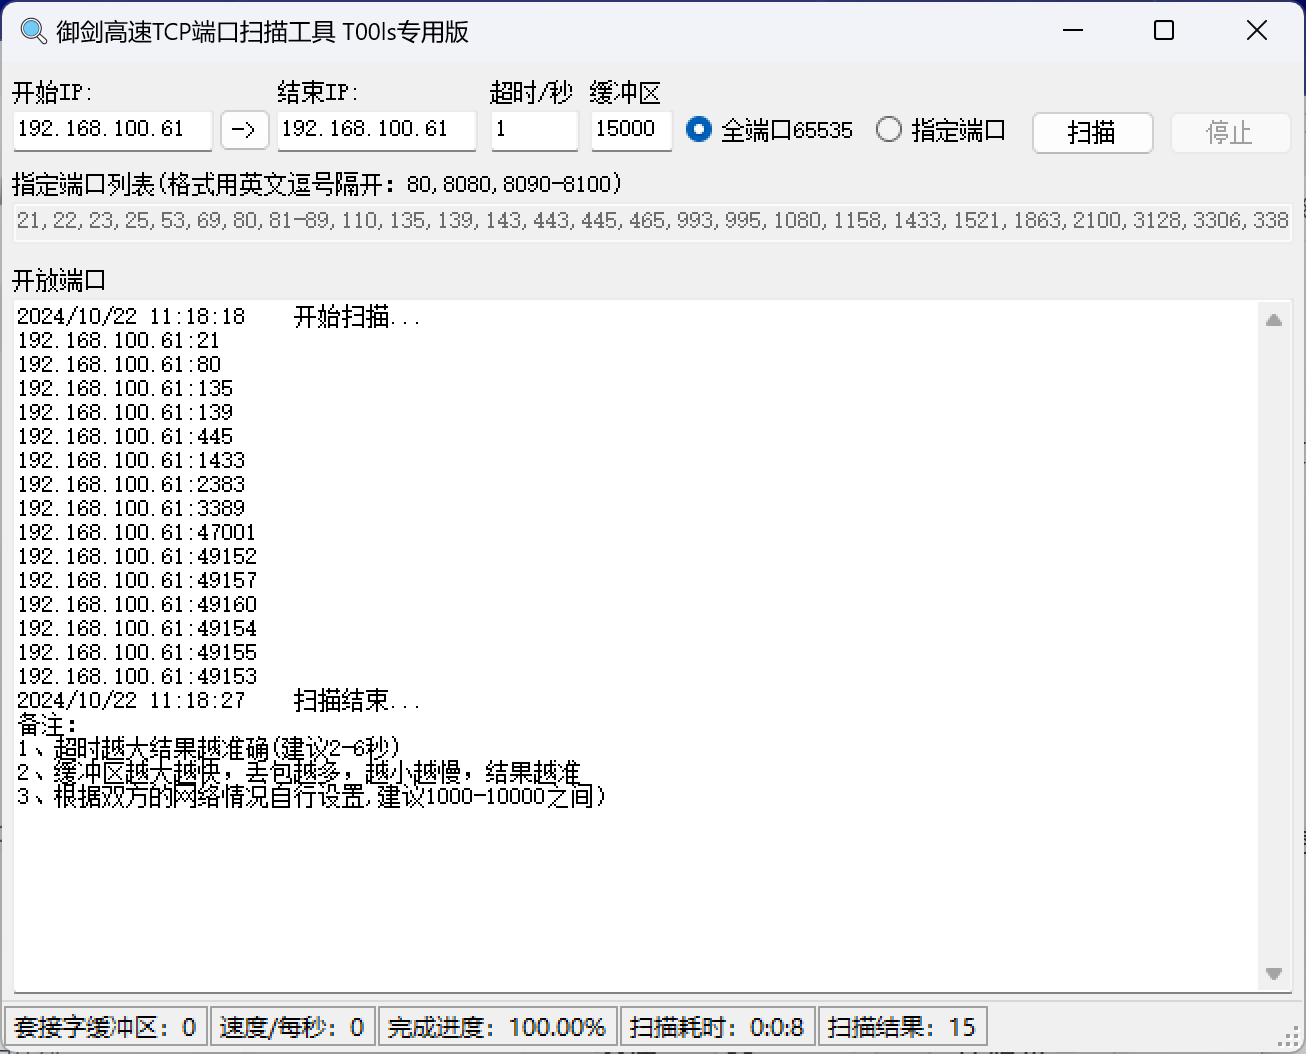 御剑高速TCP端口扫描工具 T00ls专用版
开始IP: 结束IP: 超时/秒 缓冲区
192.168.100.61 -> 192.168.100.61 1 15000 全端口65535 指定端口 扫描 停止
指定端口列表(格式用英文逗号隔开: 80,8080,8090-8100)
21,22,23,25,53,69,80,81-89,110,135,139,143,443,445,465,993,995,1080,1158,1433,1521,1863,2100,3128,3306,338
开放端口
2024/10/22 11:18:18 开始扫描...
192.168.100.61:21
192.168.100.61:80
192.168.100.61:135
192.168.100.61:139
192.168.100.61:445
192.168.100.61:1433
192.168.100.61:2383
192.168.100.61:3389
192.168.100.61:47001
192.168.100.61:49152
192.168.100.61:49157
192.168.100.61:49160
192.168.100.61:49154
192.168.100.61:49155
192.168.100.61:49153
2024/10/22 11:18:27 扫描结束...
备注:
1、超时越大结果越准确(建议2-6秒)
2、缓冲区越大越快，丢包越多，越小越慢，结果越准
3、根据双方的网络情况自行设置,建议1000-10000之间)
套接字缓冲区: 0 速度/每秒: 0 完成进度: 100.00% 扫描耗时: 0:0:8 扫描结果: 15